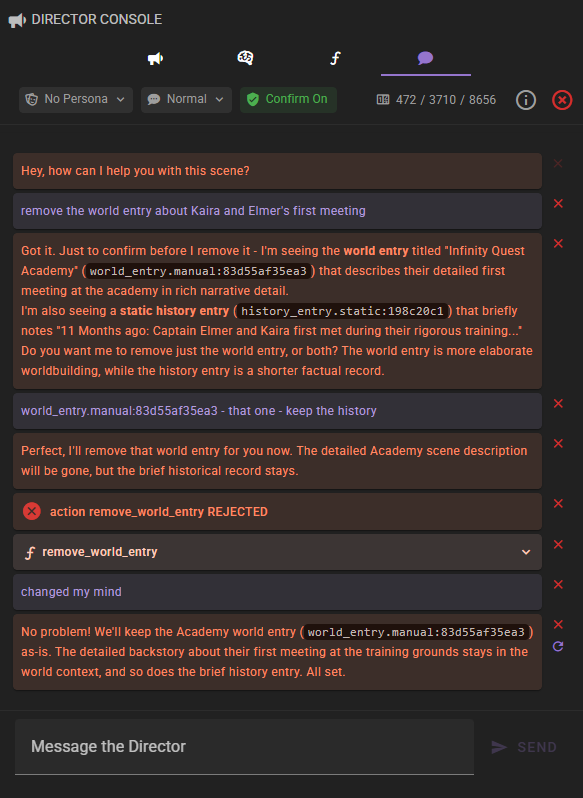 DIRECTOR CONSOLE
No Persona
Normal
Confirm On
472 / 3710 / 8656
Hey, how can I help you with this scene?
remove the world entry about Kaira and Elmer's first meeting
Got it. Just to confirm before I remove it - I'm seeing the world entry titled "Infinity Quest
Academy" ( world_entry.manual:83d55af35ea3 ) that describes their detailed first
meeting at the academy in rich narrative detail.
I'm also seeing a static history entry ( history_entry.static:198c20c1 ) that briefly
notes "11 Months ago: Captain Elmer and Kaira first met during their rigorous training..."
Do you want me to remove just the world entry, or both? The world entry is more elaborate
worldbuilding, while the history entry is a shorter factual record.
world_entry.manual:83d55af35ea3 - that one - keep the history
Perfect, I'll remove that world entry for you now. The detailed Academy scene description
will be gone, but the brief historical record stays.
action remove_world_entry REJECTED
remove_world_entry
changed my mind
No problem! We'll keep the Academy world entry ( world_entry.manual:83d55af35ea3 )
as-is. The detailed backstory about their first meeting at the training grounds stays in the
world context, and so does the brief history entry. All set.
Message the Director
SEND